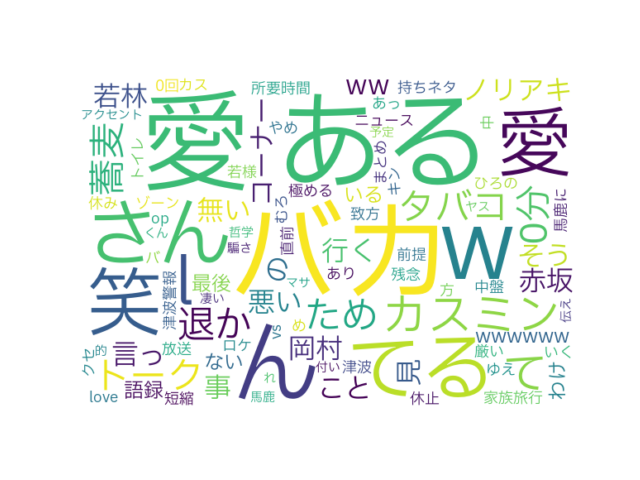 0回カス
所要時間
ww
持ちネタ
ノリアキ
若林
アクセント
愛
ある
愛
コーナー
あっ
ニュース
中
蕎麦
トイレ
やめ
まとめ
予定
若様
キン
ひろの
休み
ゾーン
無い
極める
いる
タバコ
ヤス
馬鹿に
0分
さん
op
くん
哲学
騙さ
直前
むろ
致方
バカ
w
パ
行く
前提
そう
の
あり
残念
方
中盤
赤坂
津波警報
最後
凄い
マサ
悪い
ため
カスミン
伝え
笑
し
退か
め
vs
wwwwww
クセ
的
放送
ロケ
ない
岡村
てる
て
厳い
ゆえ
いく
わけ
言っ
ん
見
トーク
事
れ
付い
津波
こと
love
語録
短縮
馬鹿
休止
家族旅行